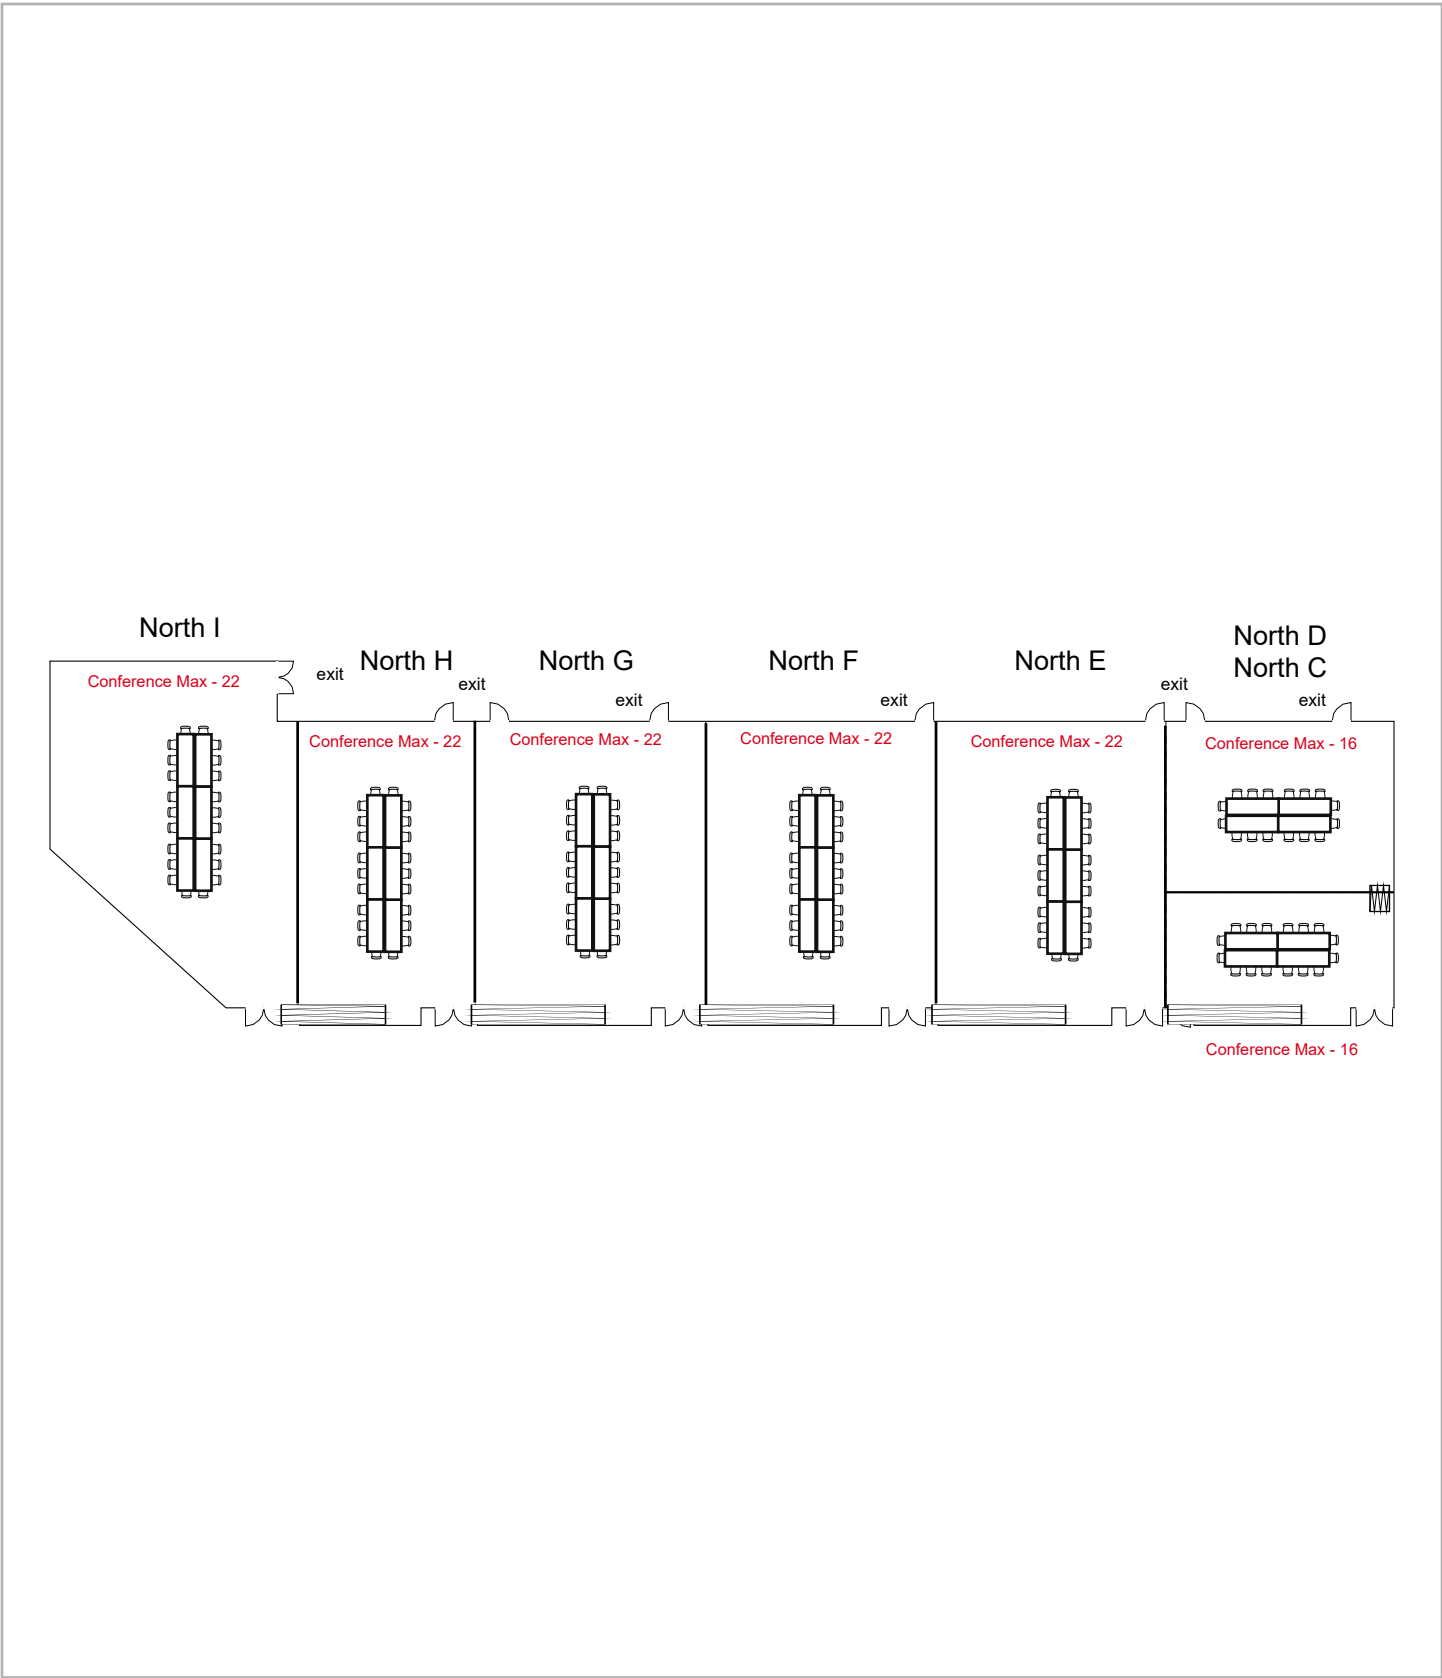 North I
North D
North H
North G
North F
North E
North C
exit
exit
exit
exit
exit
exit
Conference Max - 22
Conference Max - 22
Conference Max - 22
Conference Max - 22
Conference Max - 22
Conference Max - 16
Conference Max - 16